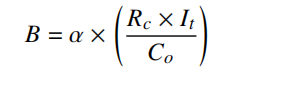 B = α × ( R_c × I_t / C_o )